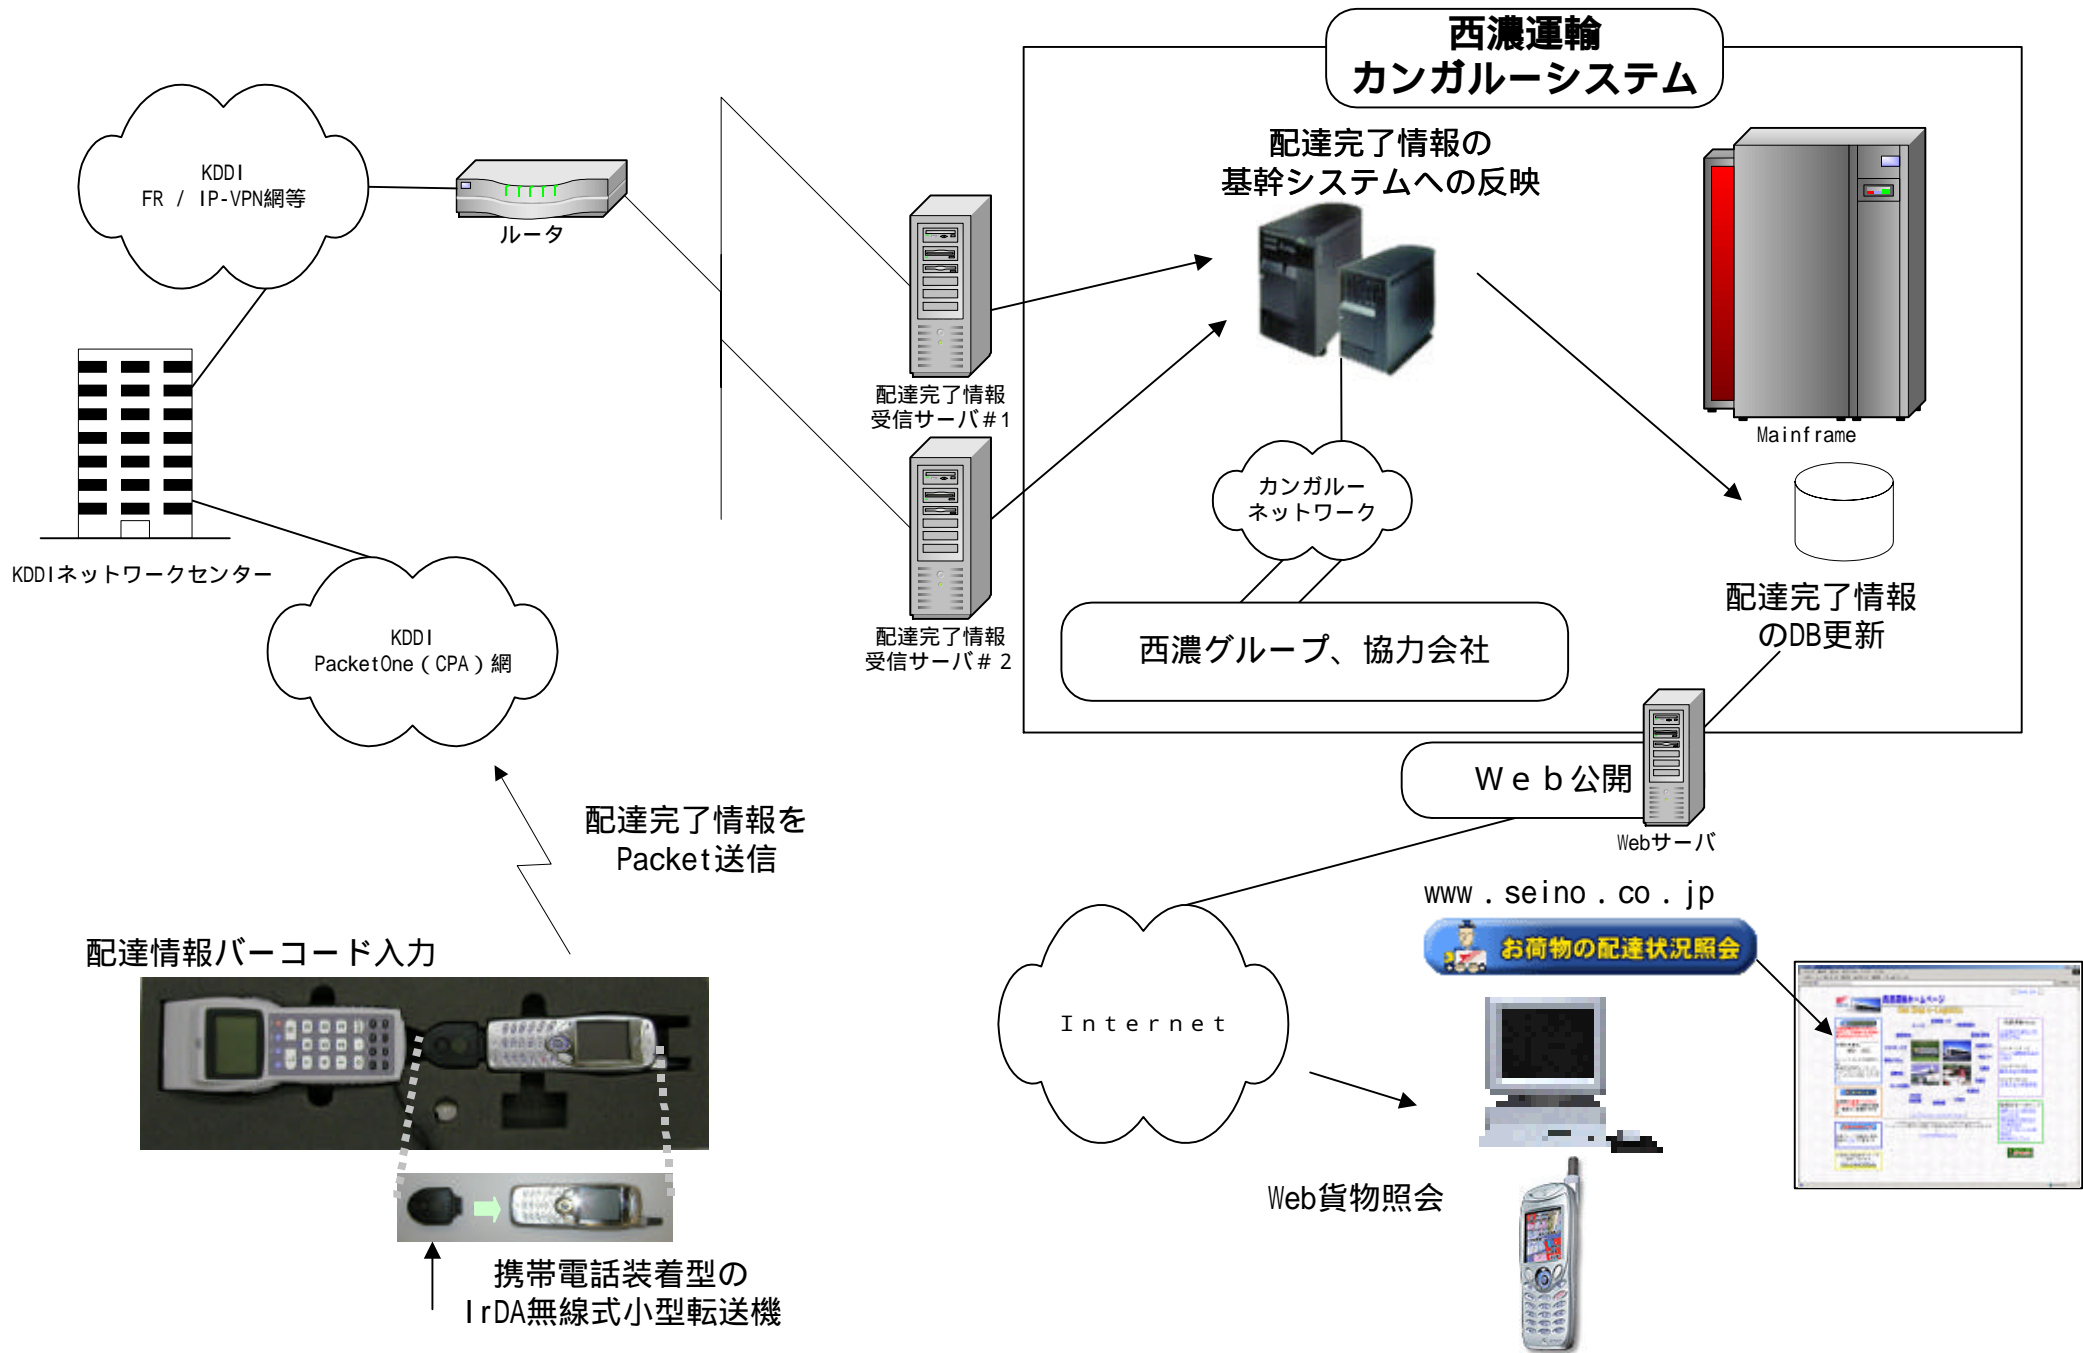 西濃運輸
カンガルーシステム
配達完了情報の
基幹システムへの反映
KDDI
FR / IP-VPN網等
ルータ
配達完了情報
受信サーバ＃1
Mainframe
カンガルー
ネットワーク
配達完了情報
受信サーバ＃２
KDDIネットワークセンター
KDDI
PacketOne（CPA）網
西濃グループ、協力会社
配達完了情報
のDB更新
Ｗｅｂ公開
Webサーバ
配達完了情報を
Packet送信
www．seino．co．jp
お荷物の配達状況照会
配達情報バーコード入力
Ｉｎｔｅｒｎｅｔ
西濃運輸ホームページ
Web貨物照会
携帯電話装着型の
IrDA無線式小型転送機